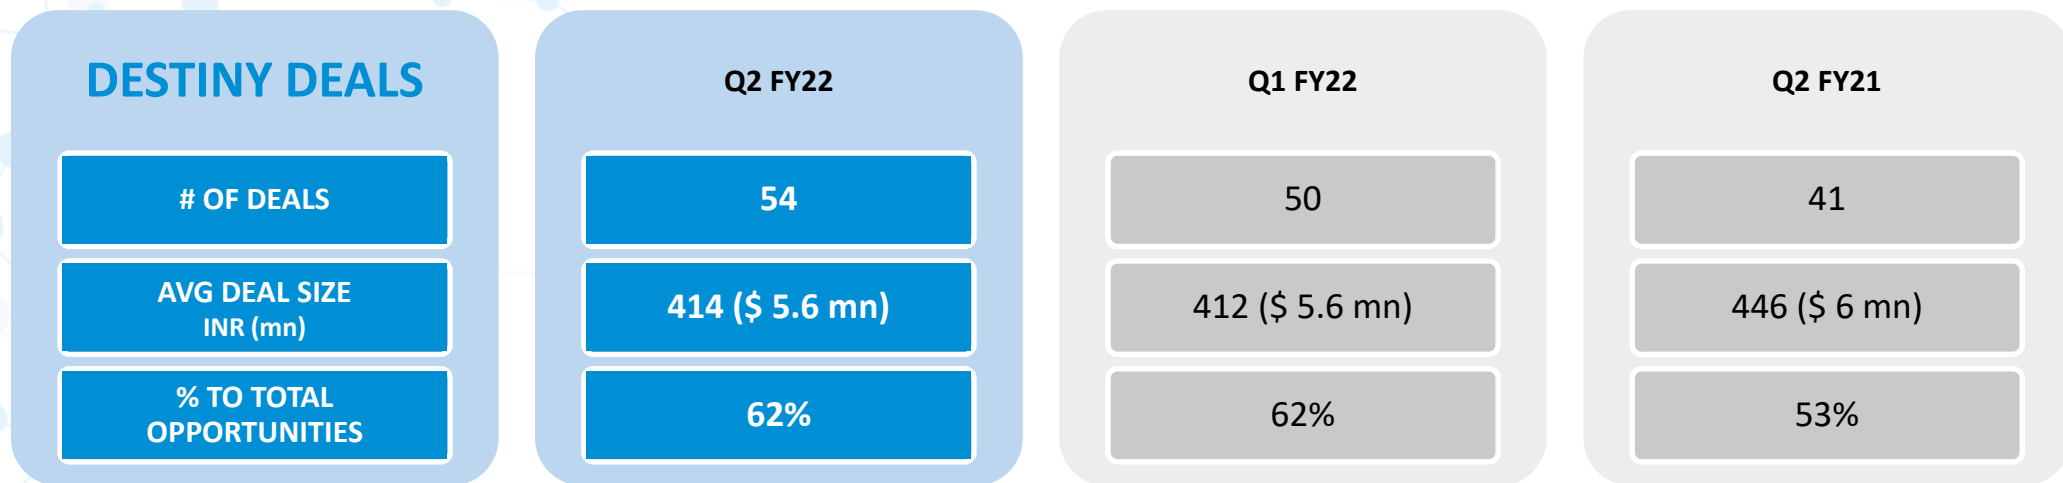 DESTINY DEALS
Q2 FY22
Q1 FY22
Q2 FY21
# OF DEALS
54
50
41
AVG DEAL SIZE
INR (mn)
414 ($ 5.6 mn)
412 ($ 5.6 mn)
446 ($ 6 mn)
% TO TOTAL
OPPORTUNITIES
62%
62%
53%